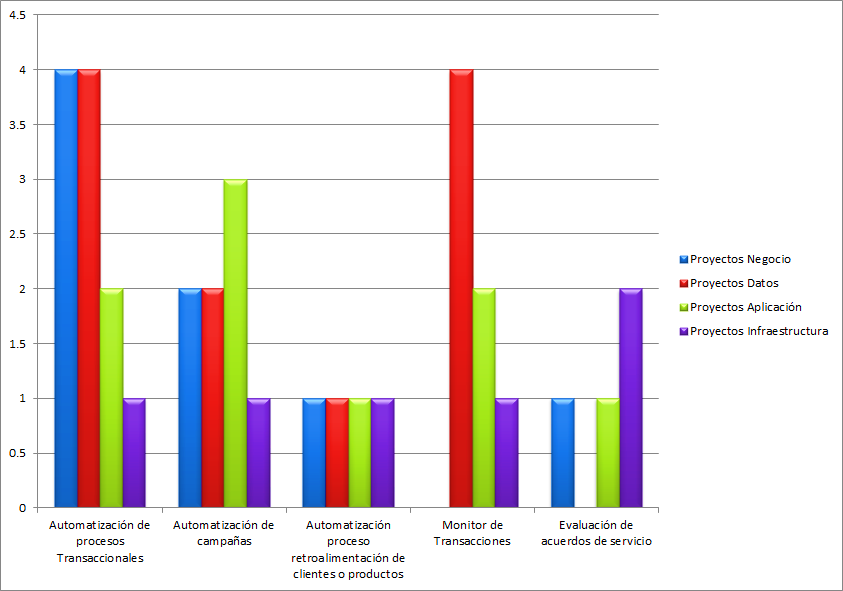 4.5
4
3.5
3
2.5
2
1.5
1
0.5
0
Automatización de
procesos
Transaccionales
Automatización de
campañas
Automatización
proceso
retroalimentación de
clientes o productos
Monitor de
Transacciones
Evaluación de
acuerdos de servicio
Proyectos Negocio
Proyectos Datos
Proyectos Aplicación
Proyectos Infraestructura